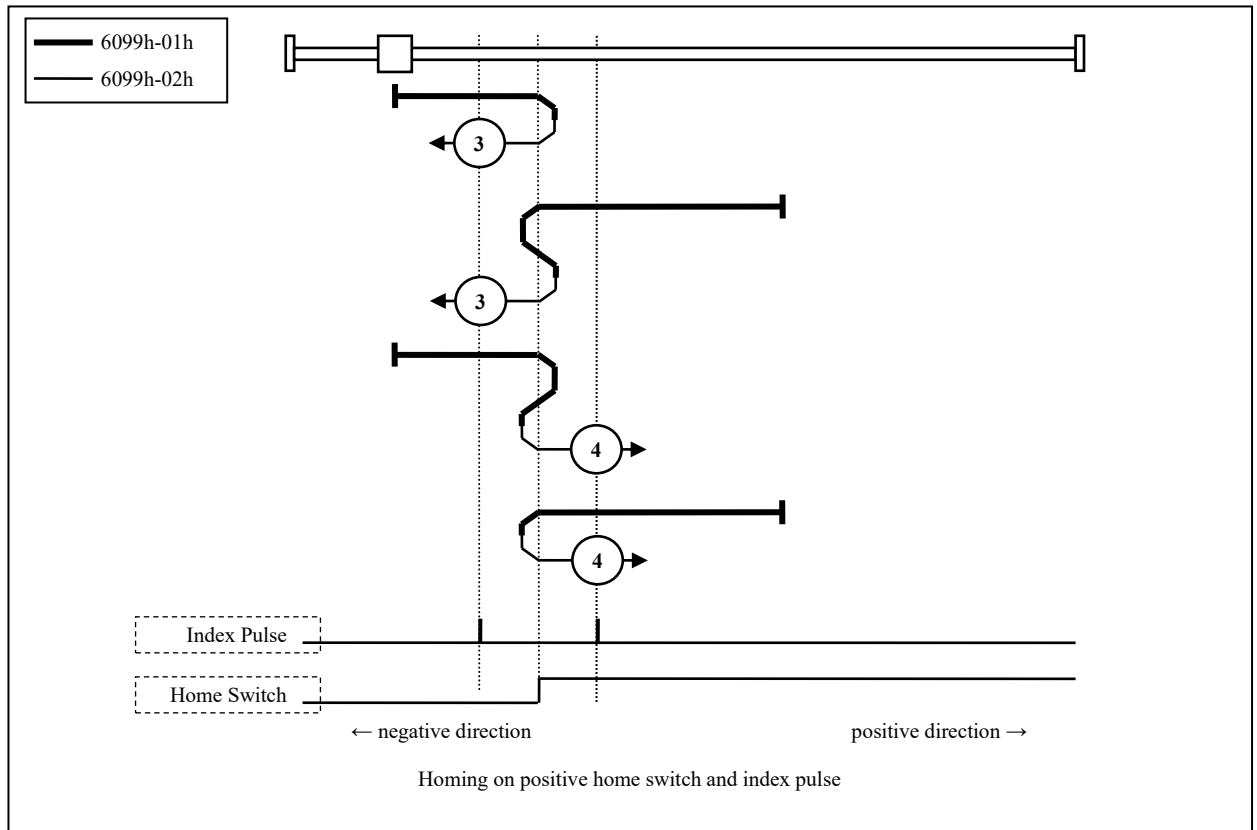 6099h-01h
6099h-02h
3
3
4
4
Index Pulse
Home Switch
← negative direction
positive direction →
Homing on positive home switch and index pulse